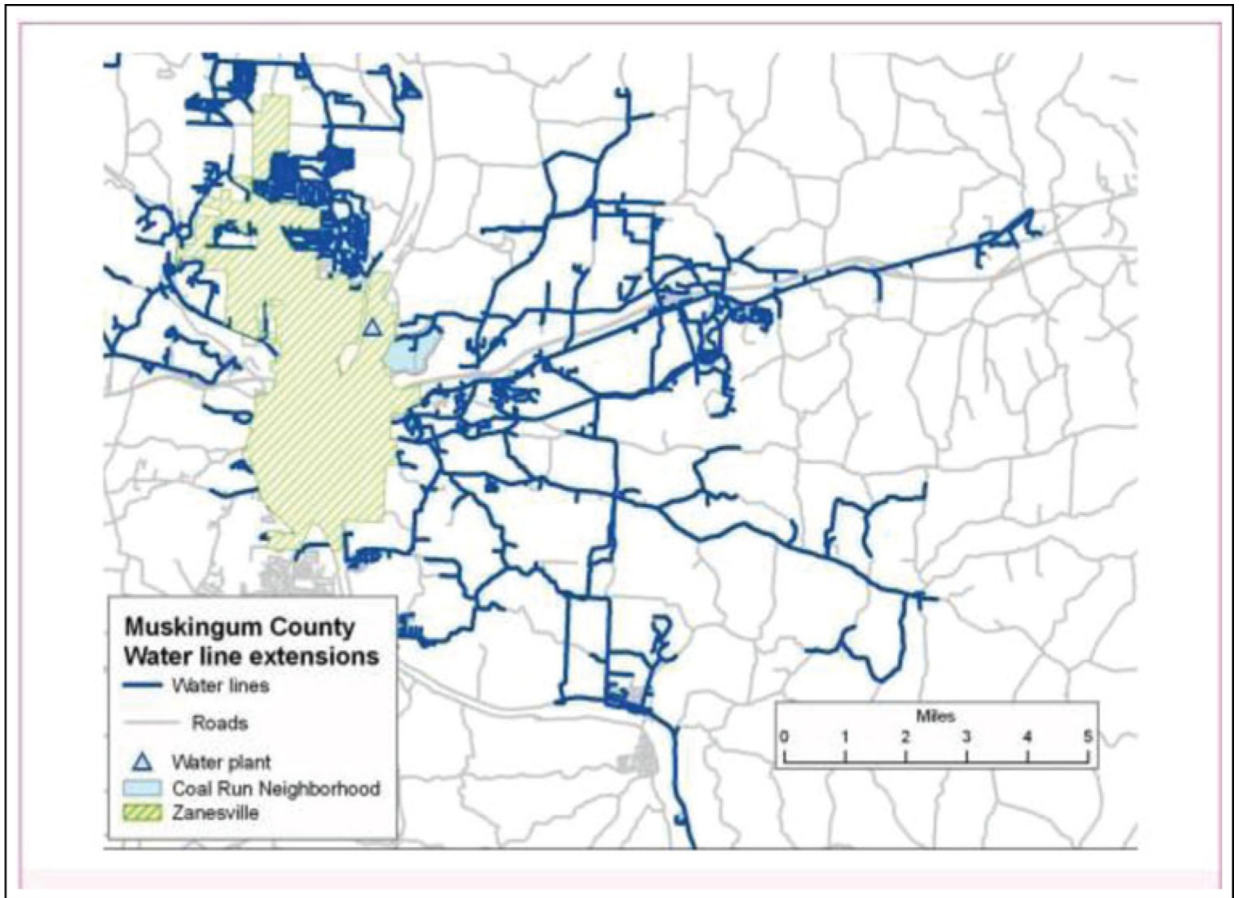 Muskingum County
Water line extensions
Water lines
Roads
Water plant
Coal Run Neighborhood
Zanesville
Miles
0 1 2 3 4 5